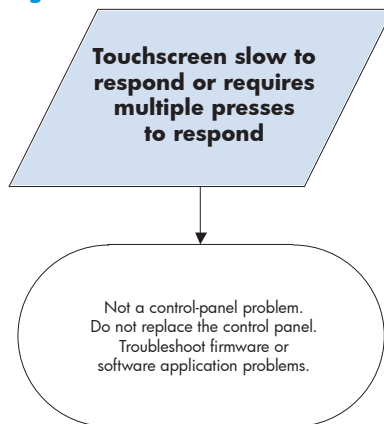 Touchscreen slow to
respond or requires
multiple presses
to respond
Not a control-panel problem.
Do not replace the control panel.
Troubleshoot firmware or
software application problems.